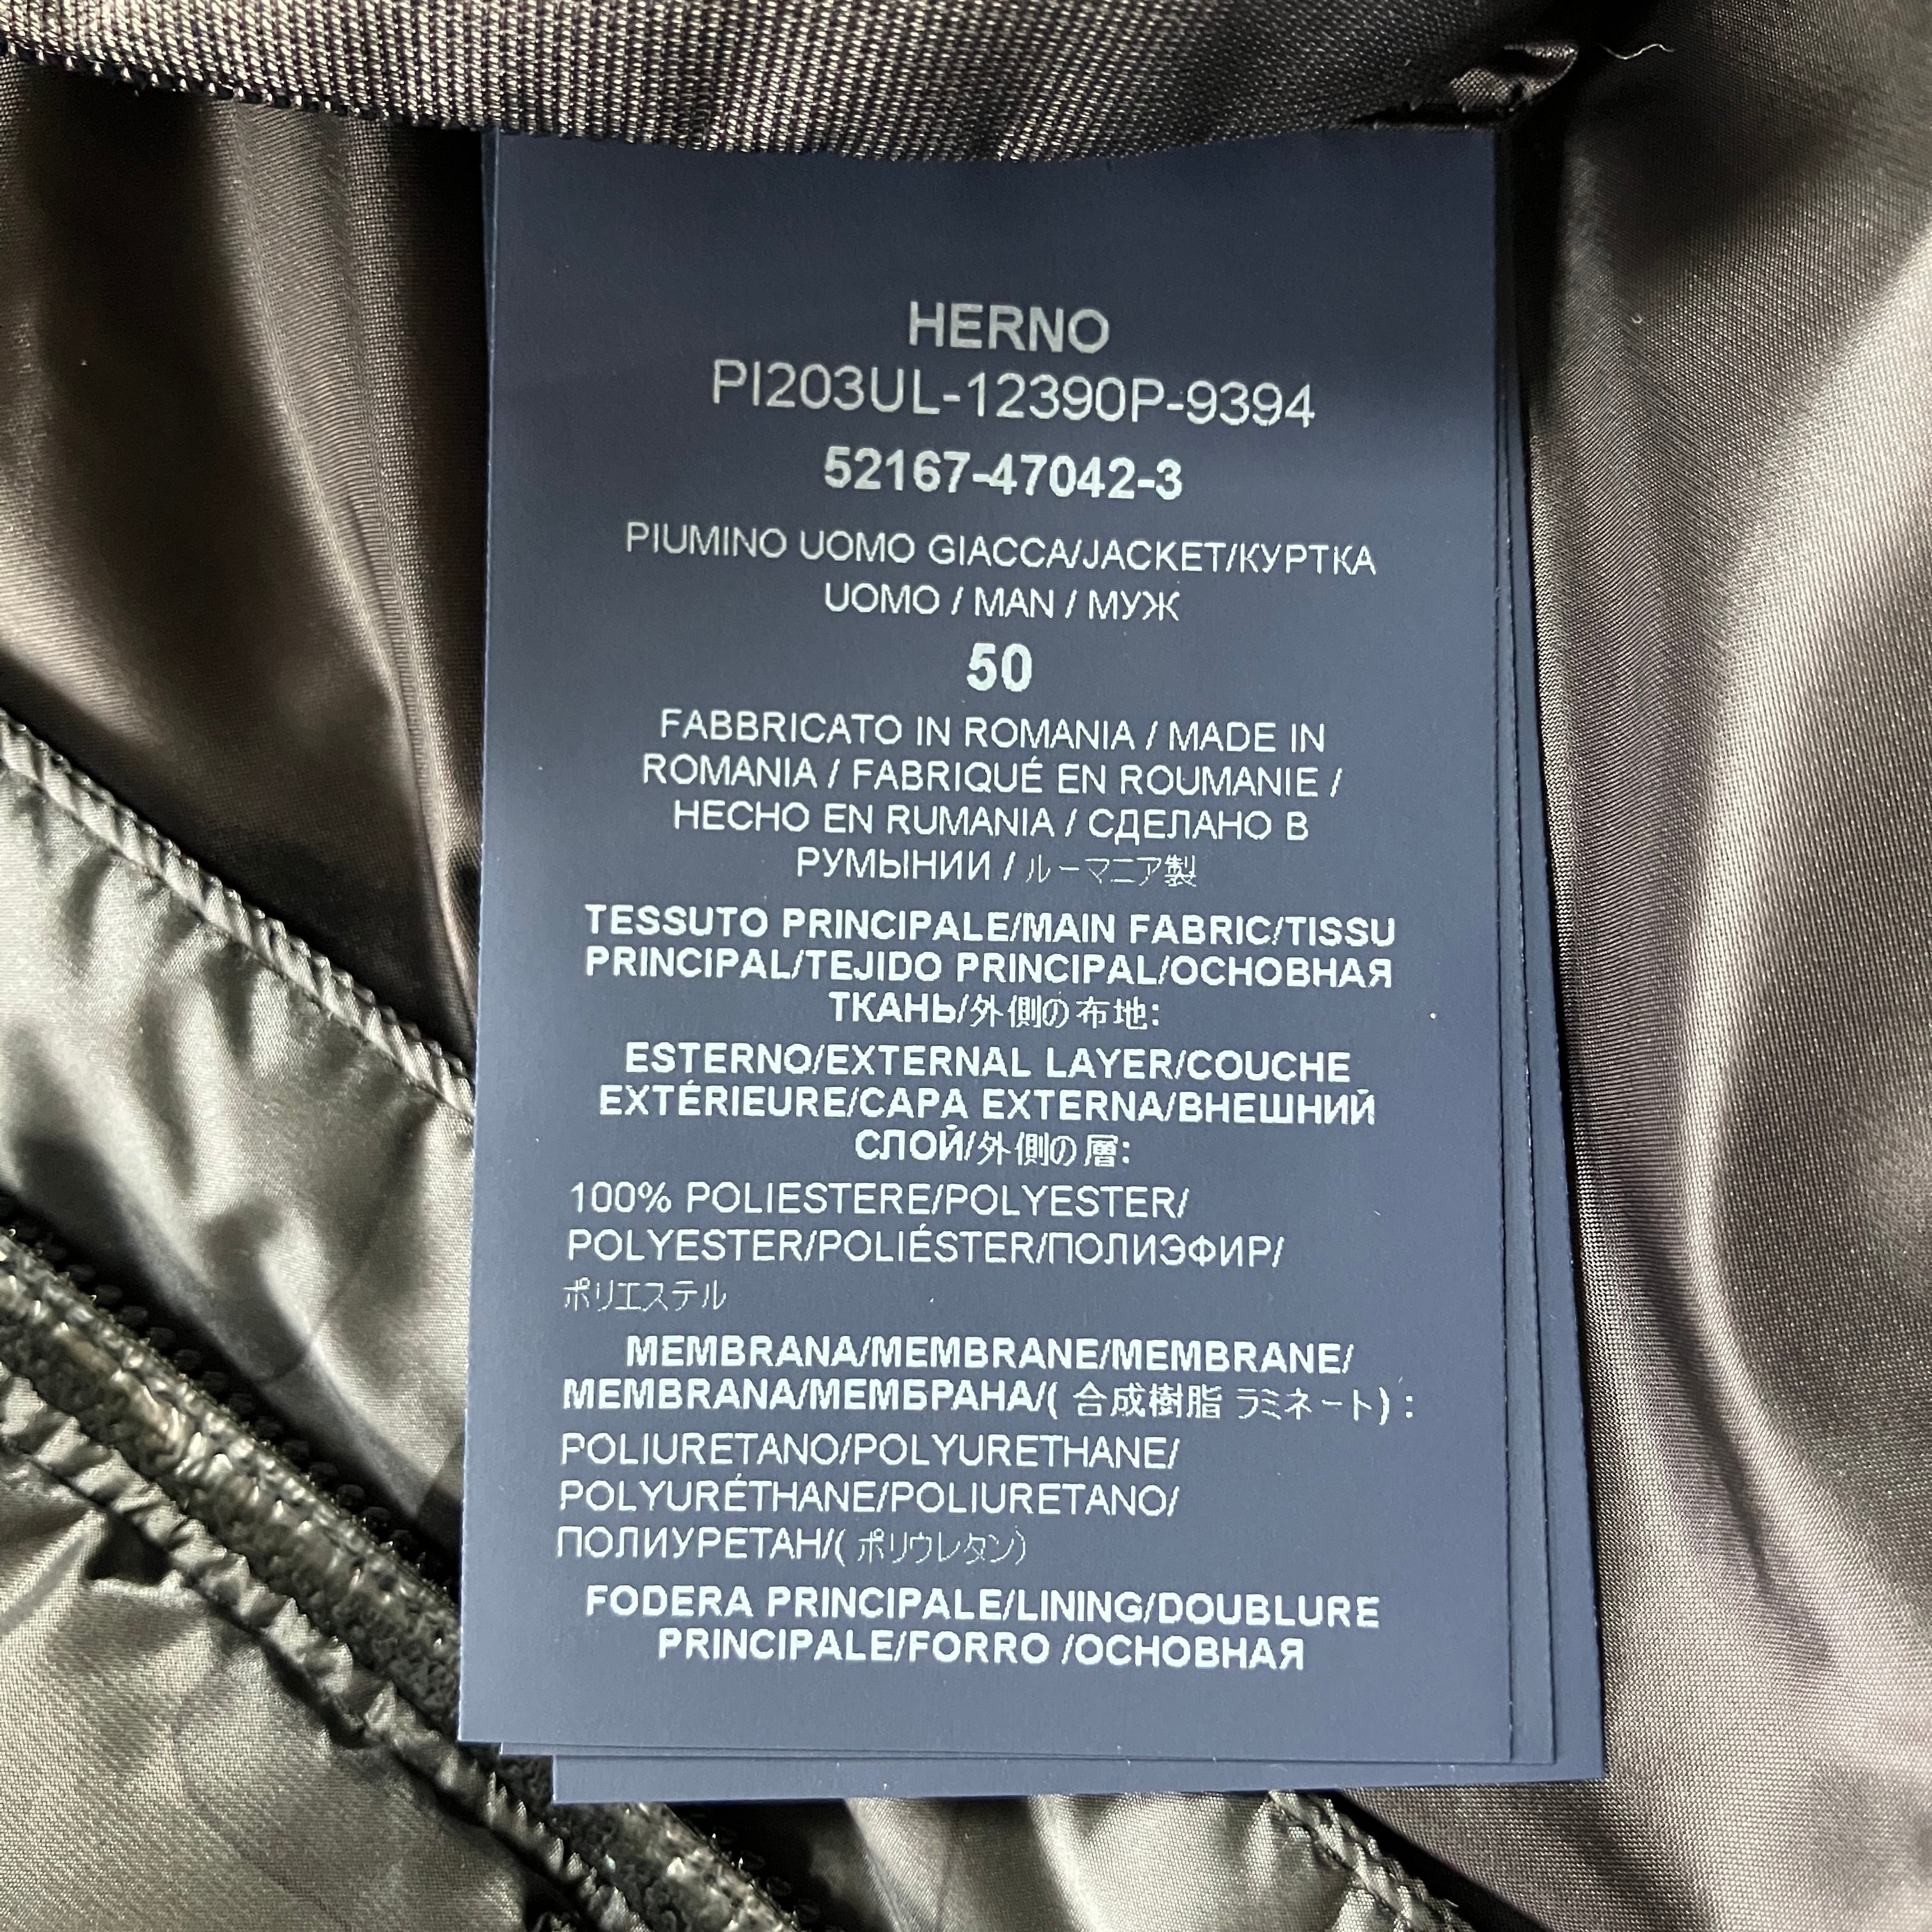 HERNO
PI203UL-12390P-9394
52167-47042-3
PIUMINO UOMO GIACCA/JACKET/КУРТКА
UOMO / MAN / МУЖ
50
FABBRICATO IN ROMANIA / MADE IN
ROMANIA / FABRIQUÉ EN ROUMANIE /
HECHO EN RUMANIA / СДЕЛАНО В
РУМЫНИИ / ルーマニア製
TESSUTO PRINCIPALE/MAIN FABRIC/TISSU
PRINCIPAL/TEJIDO PRINCIPAL/ОСНОВНАЯ
ТКАНЬ/外側の布地:
ESTERNO/EXTERNAL LAYER/COUCHE
EXTÉRIEURE/CAPA EXTERNA/ВНЕШНИЙ
СЛОЙ/外側の層:
100% POLIESTERE/POLYESTER/
POLYESTER/POLIÉSTER/ПОЛИЭФИР/
ポリエステル
MEMBRANA/MEMBRANE/MEMBRANE/
MEMBRANA/МЕМБРАНА/( 合成樹脂 ラミネート) :
POLIURETANO/POLYURETHANE/
POLYURÉTHANE/POLIURETANO/
ПОЛИУРЕТАН/( ポリウレタン)
FODERA PRINCIPALE/LINING/DOUBLURE
PRINCIPALE/FORRO /ОСНОВНАЯ